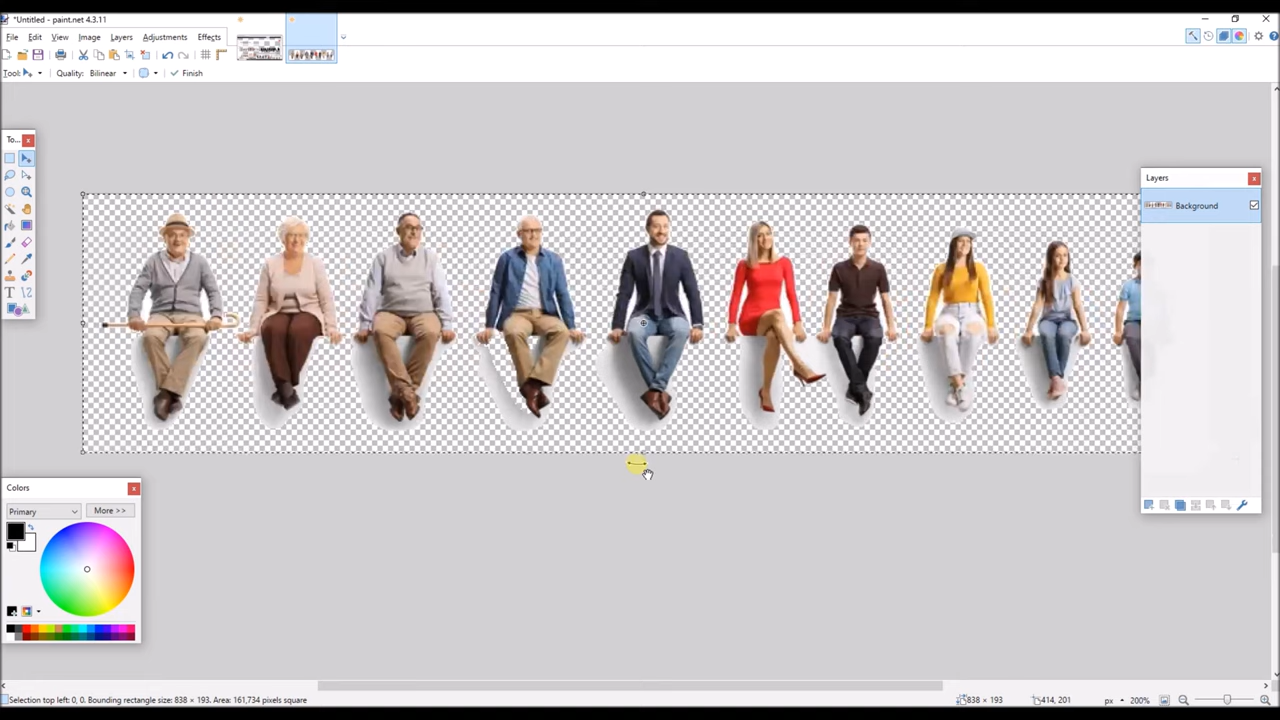 *Untitled - paint.net 4.3.11
File Edit View Image Layers Adjustments Effects
Tool: Quality: Bilinear Finish
To...
Layers
Background
Colors
Primary More >>
Selection top left: 0, 0. Bounding rectangle size: 838 × 193. Area: 161,734 pixels square 838 × 193 414, 201 px 200%